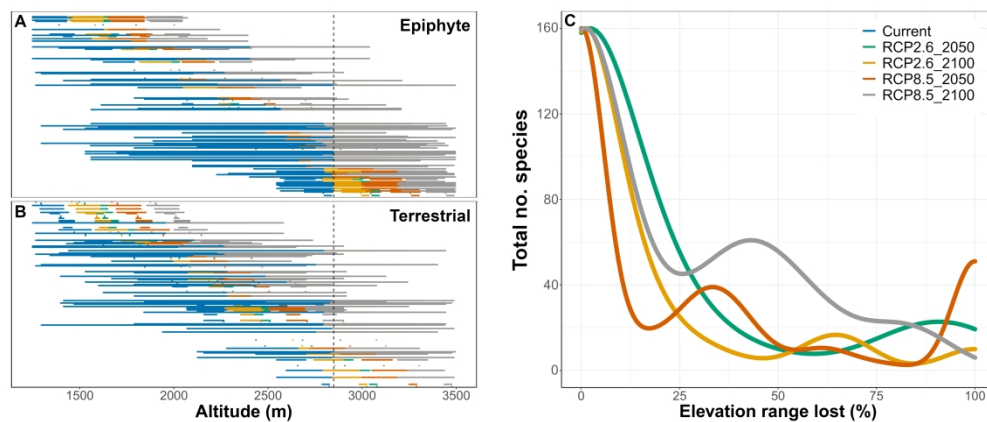 A
Epiphyte
B
Terrestrial
1500 2000 2500 3000 3500
Altitude (m)
C
Current
RCP2.6_2050
RCP2.6_2100
RCP8.5_2050
RCP8.5_2100
160
120
80
40
0
Total no. species
0 25 50 75 100
Elevation range lost (%)